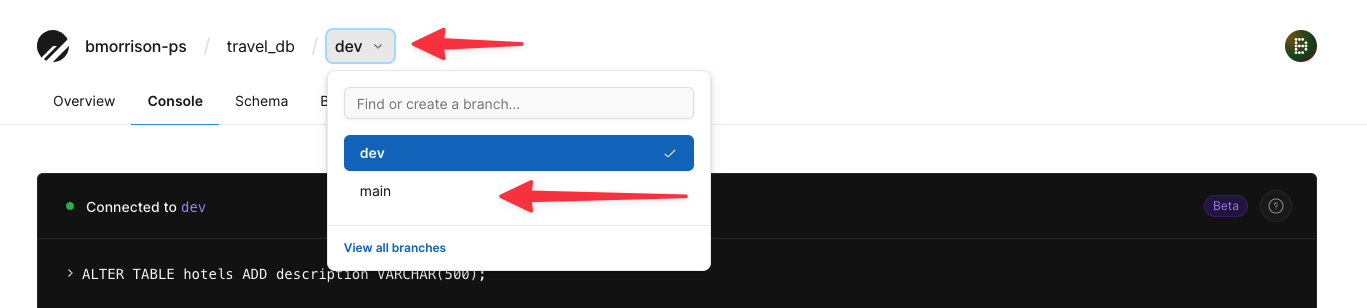 bmorrison-ps / travel_db / dev
Overview Console Schema B
Find or create a branch...
dev
main
Connected to dev Beta ?
View all branches
> ALTER TABLE hotels ADD description VARCHAR(500);